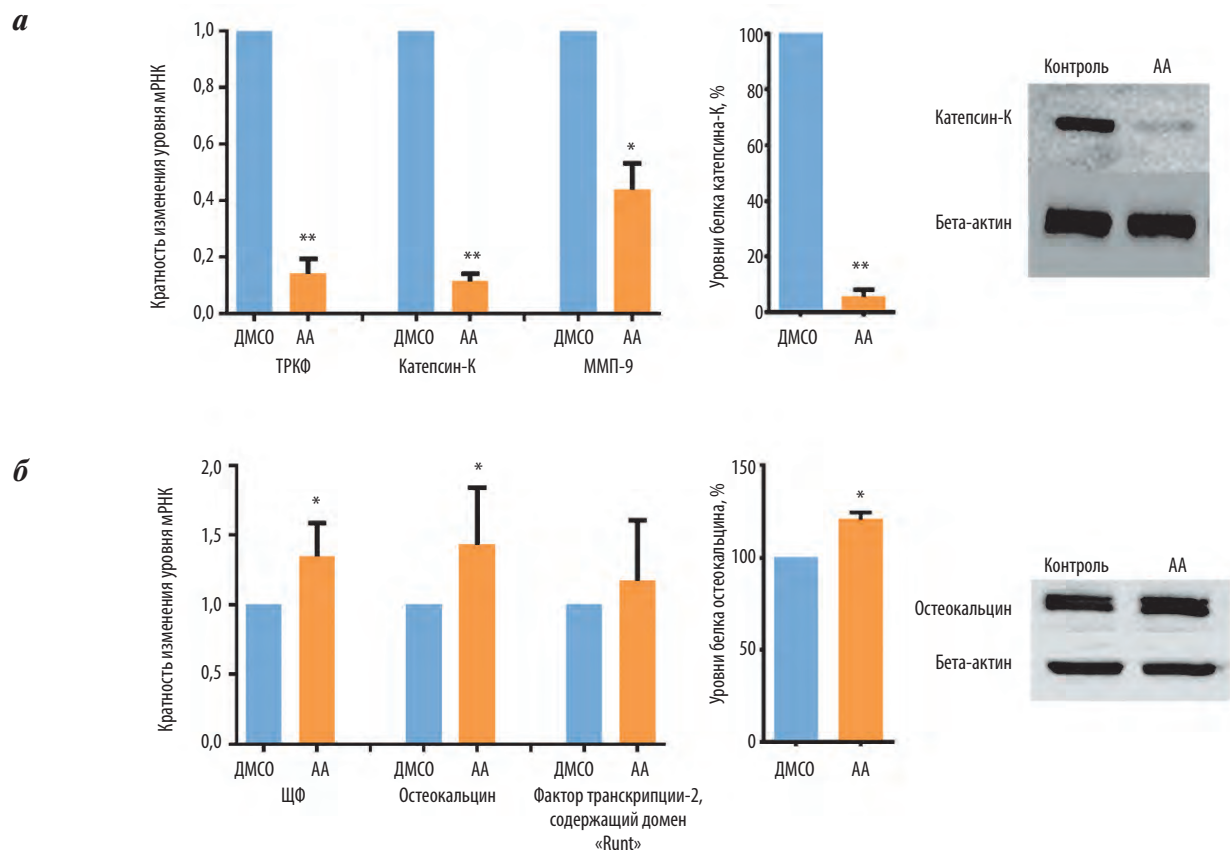 а
Кратность изменения уровня мРНК
1,0
0,8
0,6
0,4
0,2
0,0
**
**
*
ДМСО АА ДМСО АА ДМСО АА
ТРКФ Катепсин-К ММП-9
Уровни белка катепсина-К, %
100
80
60
40
20
0
**
ДМСО АА
Контроль АА
Катепсин-К
Бета-актин
б
Кратность изменения уровня мРНК
2,0
1,5
1,0
0,5
0,0
*
*
ДМСО АА ДМСО АА ДМСО АА
ЩФ Остеокальцин Фактор транскрипции-2,
содержащий домен
«Runt»
Уровни белка остеокальцина, %
150
100
50
0
*
ДМСО АА
Контроль АА
Остеокальцин
Бета-актин